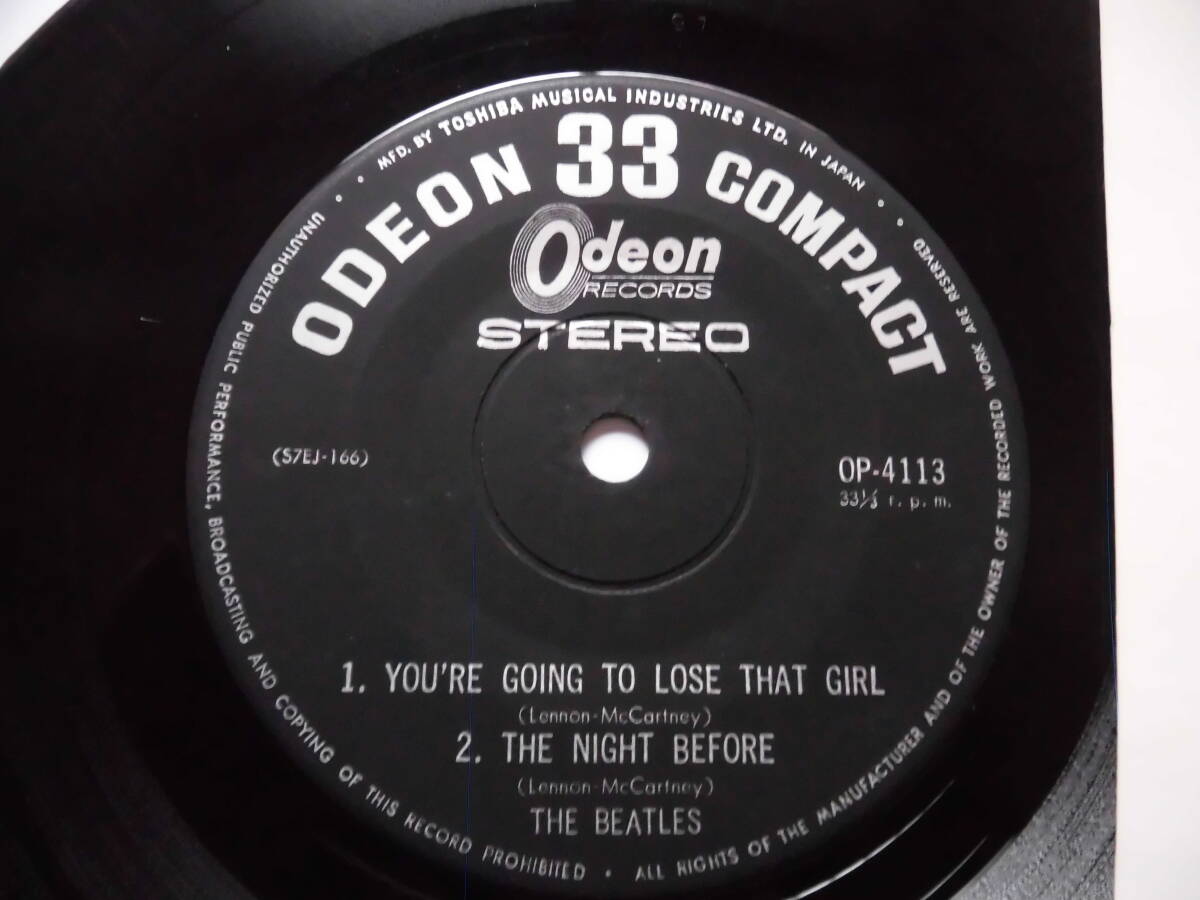 MFD. BY TOSHIBA MUSICAL INDUSTRIES LTD. IN JAPAN
ODEON 33 COMPACT
Odeon
RECORDS
STEREO
(S7EJ-166)
OP-4113
33⅓ r.p.m.
1. YOU'RE GOING TO LOSE THAT GIRL
(Lennon-McCartney)
2. THE NIGHT BEFORE
(Lennon-McCartney)
THE BEATLES
UNAUTHORIZED PUBLIC PERFORMANCE, BROADCASTING AND COPYING OF THIS RECORD PROHIBITED • ALL RIGHTS OF THE MANUFACTURER AND OF THE OWNER OF THE RECORDED WORK ARE RESERVED